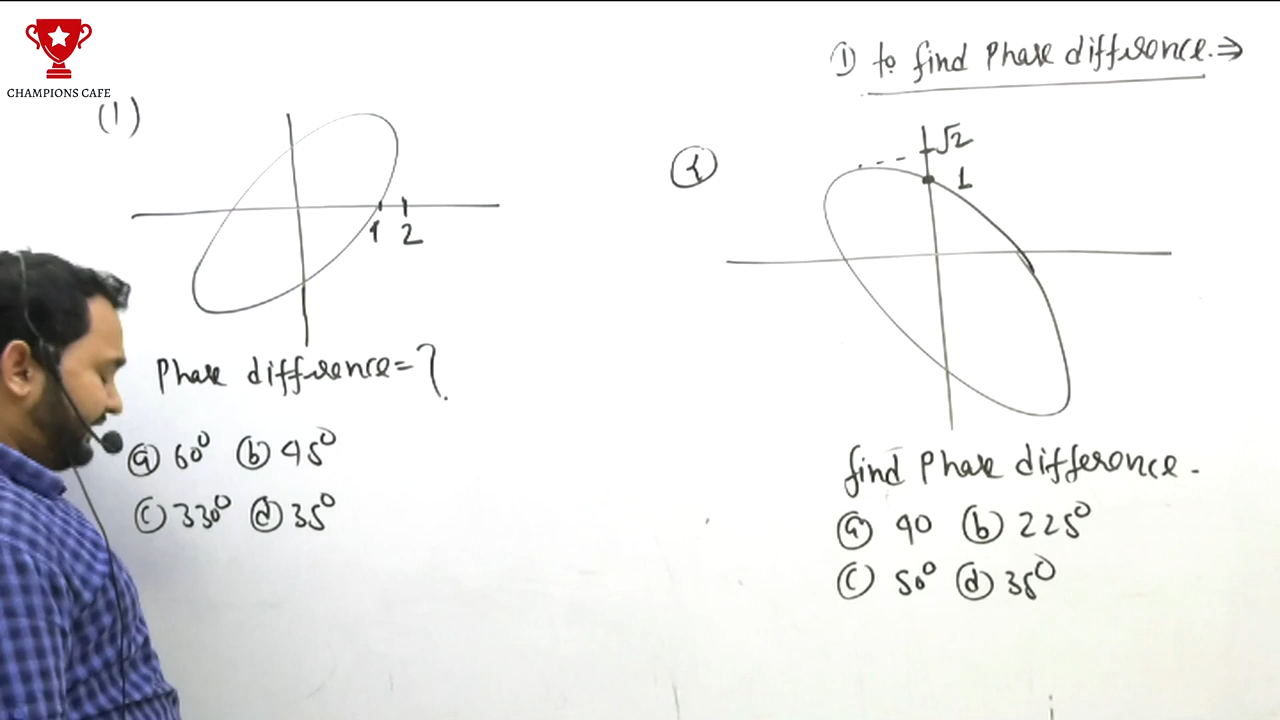 CHAMPIONS CAFE
(1)
1 2
Phase difference = ?
(a) 60° (b) 45°
(c) 330° (d) 35°
① to find Phase difference. ⇒
√2
1
find Phase difference.
(a) 90 (b) 225°
(c) 50° (d) 35°